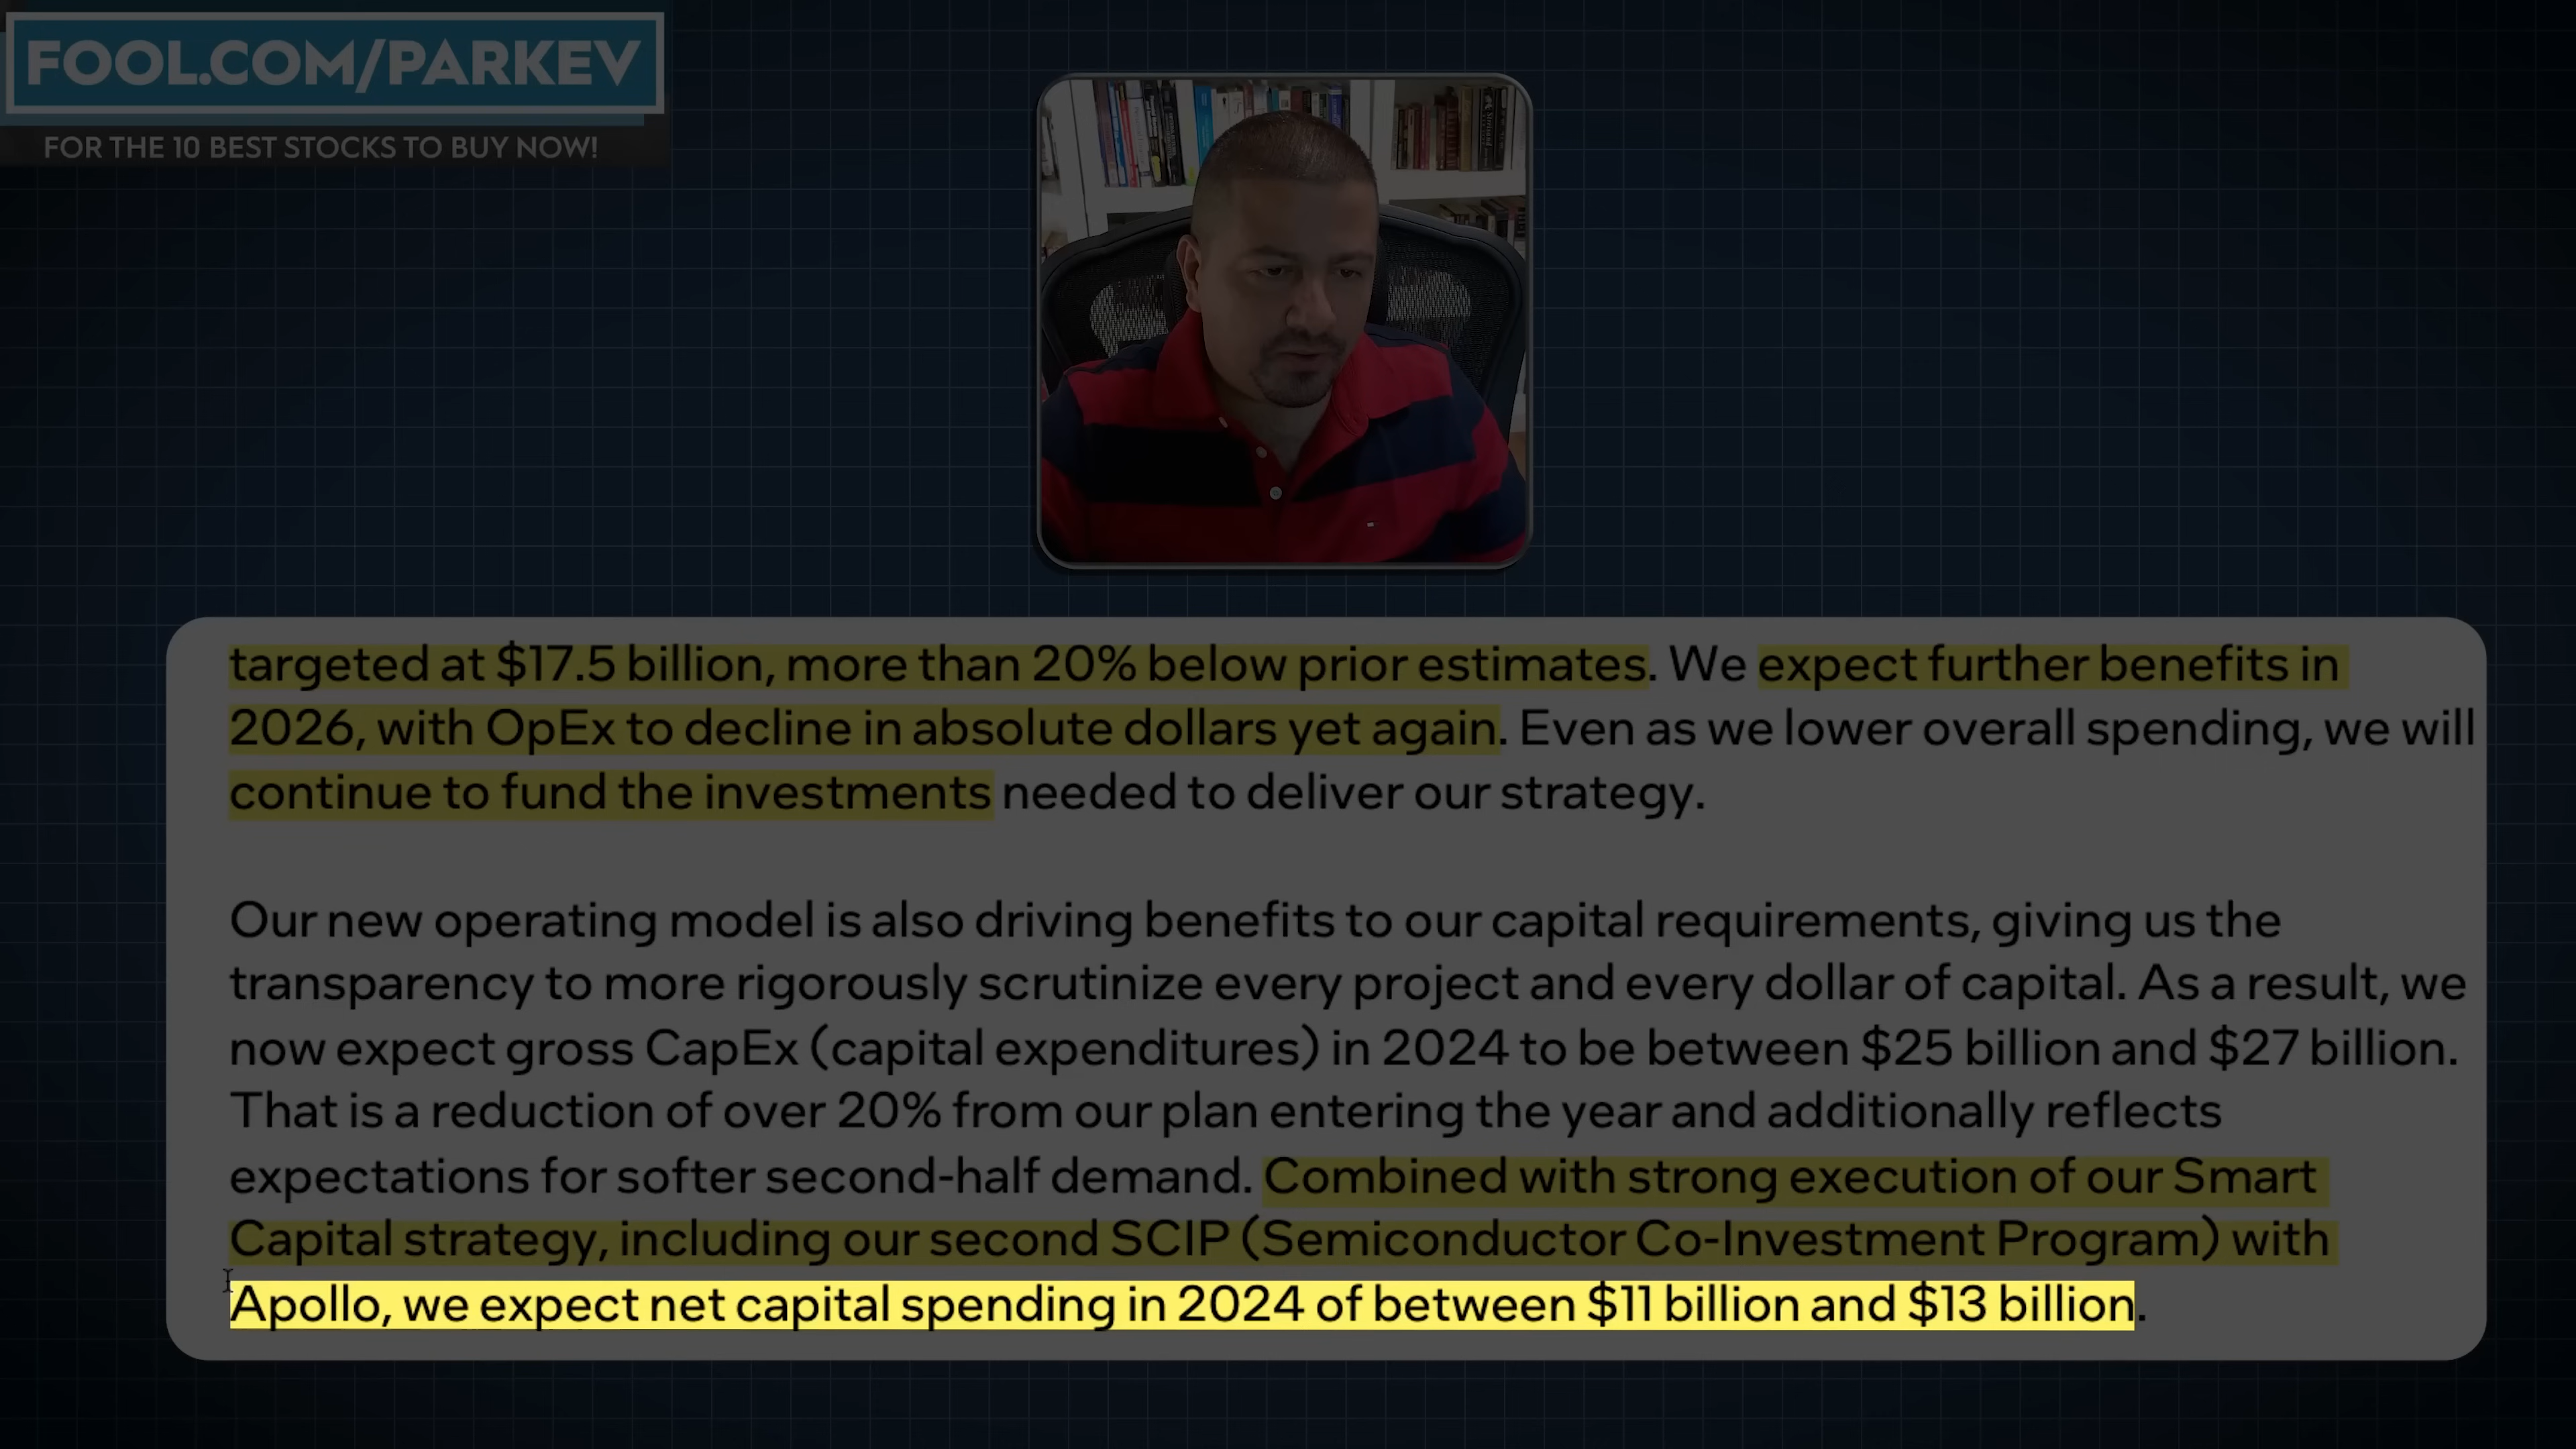 FOOL.COM/PARKEV
FOR THE 10 BEST STOCKS TO BUY NOW!
targeted at $17.5 billion, more than 20% below prior estimates. We expect further benefits in
2026, with OpEx to decline in absolute dollars yet again. Even as we lower overall spending, we will
continue to fund the investments needed to deliver our strategy.
Our new operating model is also driving benefits to our capital requirements, giving us the
transparency to more rigorously scrutinize every project and every dollar of capital. As a result, we
now expect gross CapEx (capital expenditures) in 2024 to be between $25 billion and $27 billion.
That is a reduction of over 20% from our plan entering the year and additionally reflects
expectations for softer second-half demand. Combined with strong execution of our Smart
Capital strategy, including our second SCIP (Semiconductor Co-Investment Program) with
Apollo, we expect net capital spending in 2024 of between $11 billion and $13 billion.